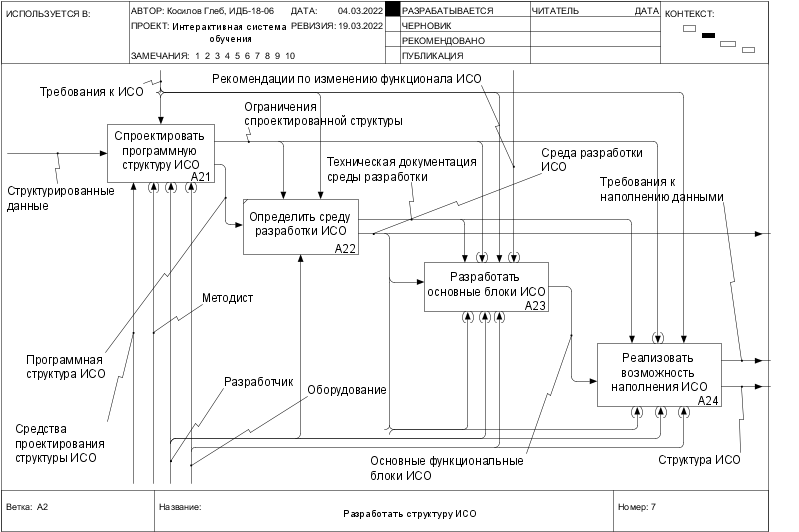 ИСПОЛЬЗУЕТСЯ В:
АВТОР: Косилов Глеб, ИДБ-18-06
ДАТА: 04.03.2022
ПРОЕКТ: Интерактивная система
обучения
РЕВИЗИЯ: 19.03.2022
ЗАМЕЧАНИЯ: 1 2 3 4 5 6 7 8 9 10
РАЗРАБАТЫВАЕТСЯ
ЧЕРНОВИК
РЕКОМЕНДОВАНО
ПУБЛИКАЦИЯ
ЧИТАТЕЛЬ
ДАТА
КОНТЕКСТ:
Требования к ИСО
Рекомендации по изменению функционала ИСО
Ограничения
спроектированной структуры
Спроектировать
программную
структуру ИСО
A21
Структурированные
данные
Техническая документация
среды разработки
Среда разработки
ИСО
Требования к
наполнению данными
Определить среду
разработки ИСО
A22
Разработать
основные блоки ИСО
A23
Методист
Программная
структура ИСО
Разработчик
Оборудование
Реализовать
возможность
наполнения ИСО
A24
Средства
проектирования
структуры ИСО
Основные функциональные
блоки ИСО
Структура ИСО
Ветка: A2
Название:
Разработать структуру ИСО
Номер: 7